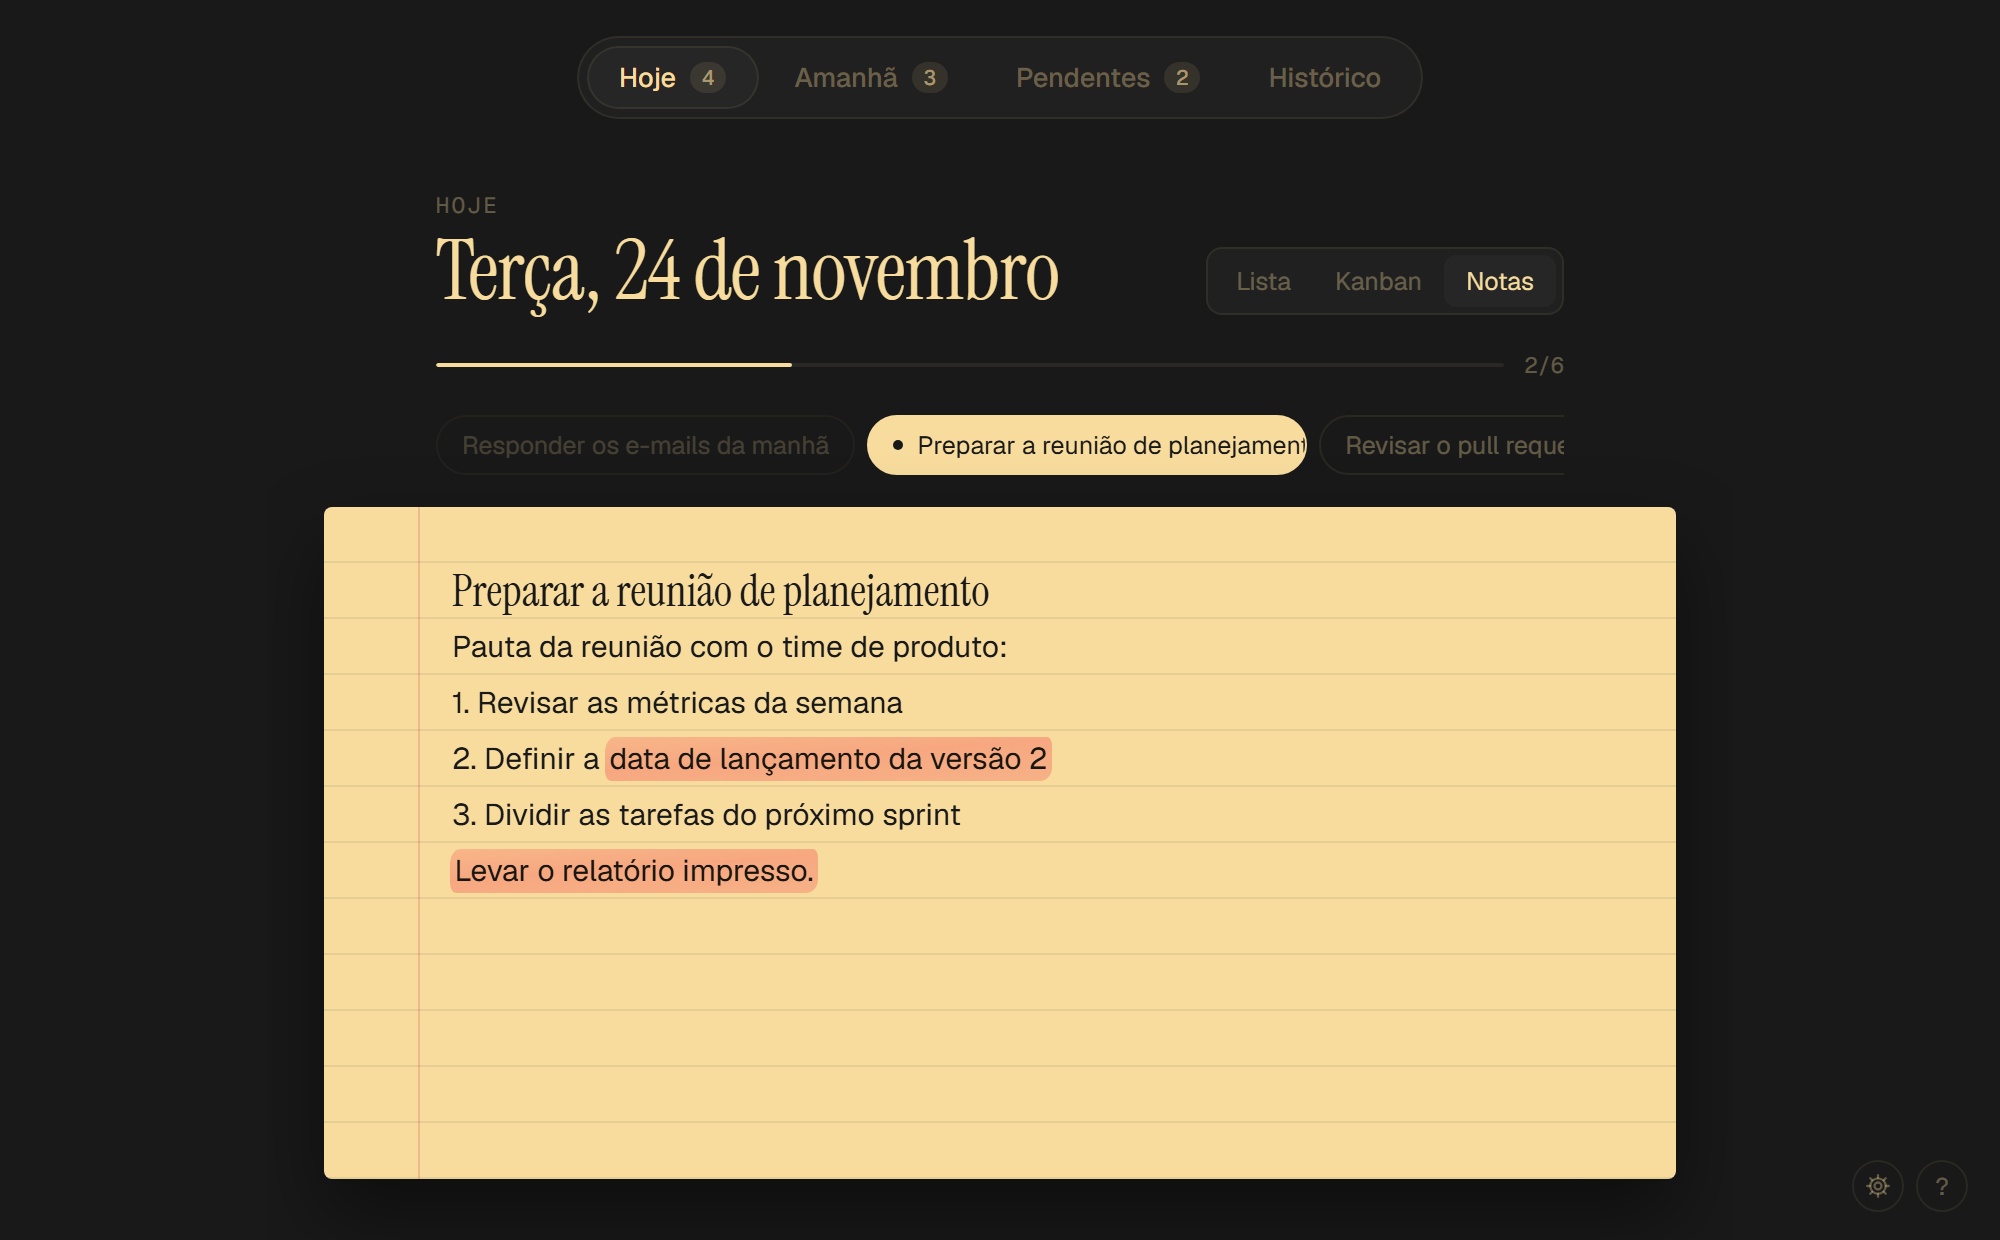 Hoje 4 Amanhã 3 Pendentes 2 Histórico
HOJE
Terça, 24 de novembro
Lista Kanban Notas
2/6
Responder os e-mails da manhã
• Preparar a reunião de planejament
Revisar o pull reque
Preparar a reunião de planejamento
Pauta da reunião com o time de produto:
1. Revisar as métricas da semana
2. Definir a data de lançamento da versão 2
3. Dividir as tarefas do próximo sprint
Levar o relatório impresso.
?